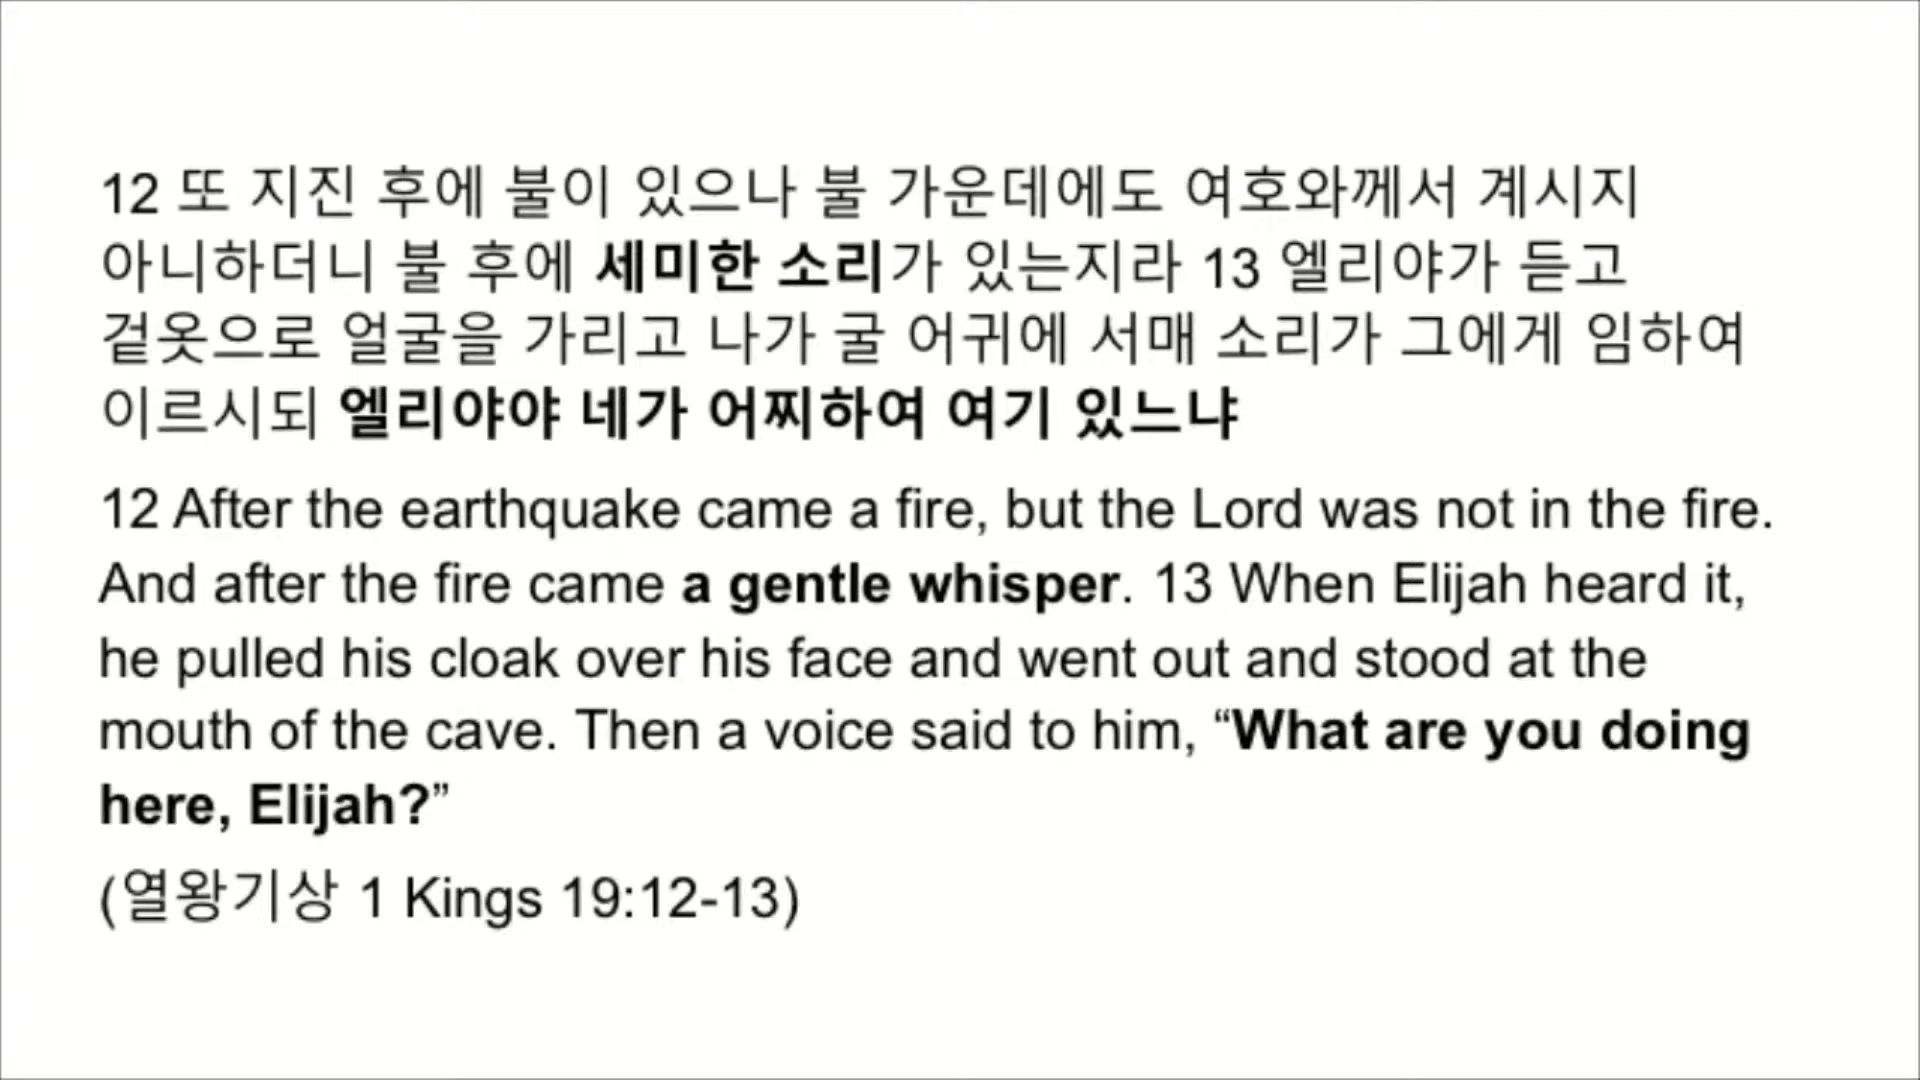 12 또 지진 후에 불이 있으나 불 가운데에도 여호와께서 계시지
아니하더니 불 후에 세미한 소리가 있는지라 13 엘리야가 듣고
겉옷으로 얼굴을 가리고 나가 굴 어귀에 서매 소리가 그에게 임하여
이르시되 엘리야야 네가 어찌하여 여기 있느냐
12 After the earthquake came a fire, but the Lord was not in the fire.
And after the fire came a gentle whisper. 13 When Elijah heard it,
he pulled his cloak over his face and went out and stood at the
mouth of the cave. Then a voice said to him, “What are you doing
here, Elijah?”
(열왕기상 1 Kings 19:12-13)